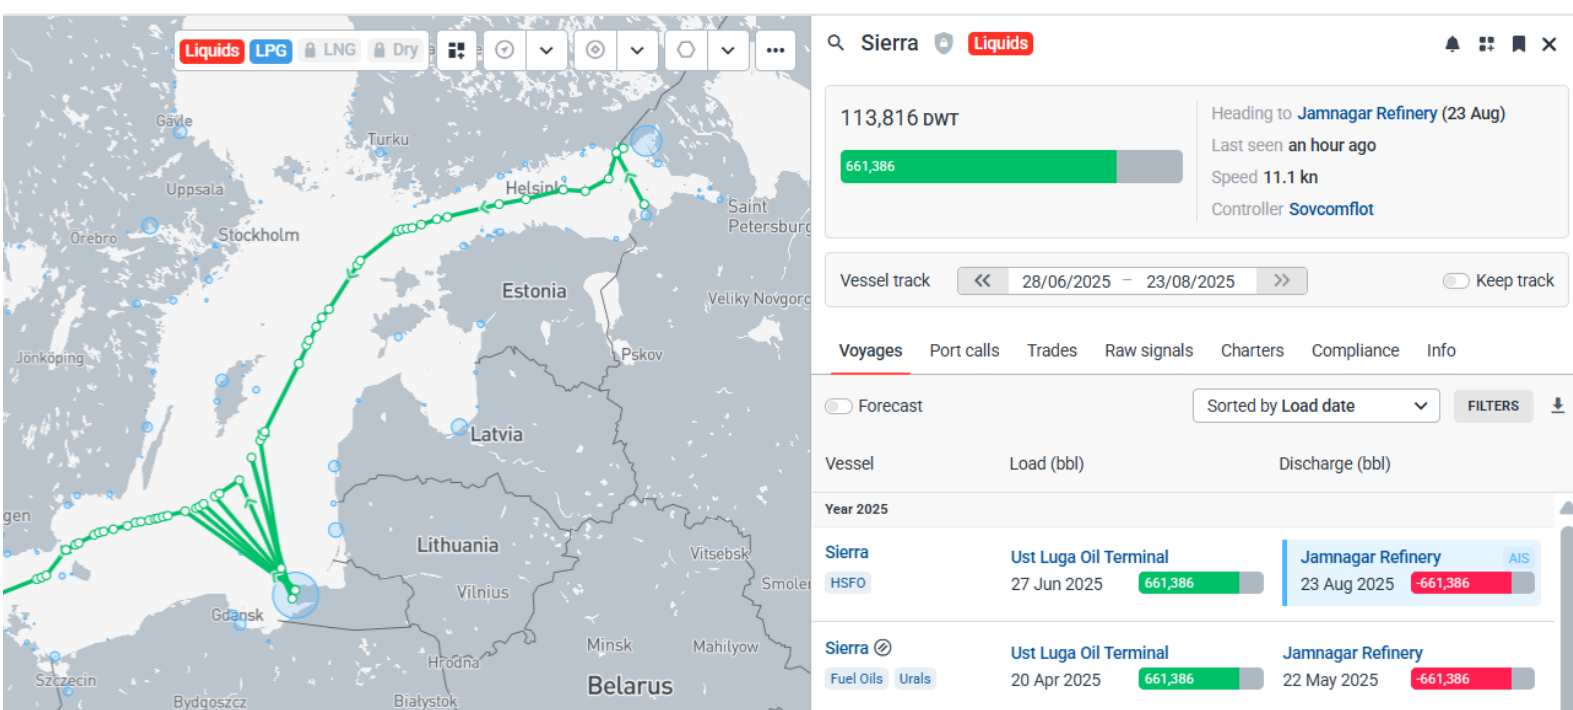 Liquids LPG LNG Dry
Gävle
Turku
Uppsala
Helsinki
Saint
Petersburg
Örebro
Stockholm
Estonia
Veliky Novgoro
Jönköping
Pskov
Latvia
gen
Lithuania
Vitsebsk
Vilnius
Smole
Gdansk
Minsk
Mahilyow
Hrodna
Szczecin
Belarus
Bydgoszcz
Białystok
Sierra Liquids
113,816 DWT
661,386
Heading to Jamnagar Refinery (23 Aug)
Last seen an hour ago
Speed 11.1 kn
Controller Sovcomflot
Vessel track 28/06/2025 – 23/08/2025 Keep track
Voyages Port calls Trades Raw signals Charters Compliance Info
Forecast Sorted by Load date FILTERS
Vessel Load (bbl) Discharge (bbl)
Year 2025
Sierra Ust Luga Oil Terminal Jamnagar Refinery AIS
HSFO 27 Jun 2025 661,386 23 Aug 2025 -661,386
Sierra Ust Luga Oil Terminal Jamnagar Refinery
Fuel Oils Urals 20 Apr 2025 661,386 22 May 2025 -661,386